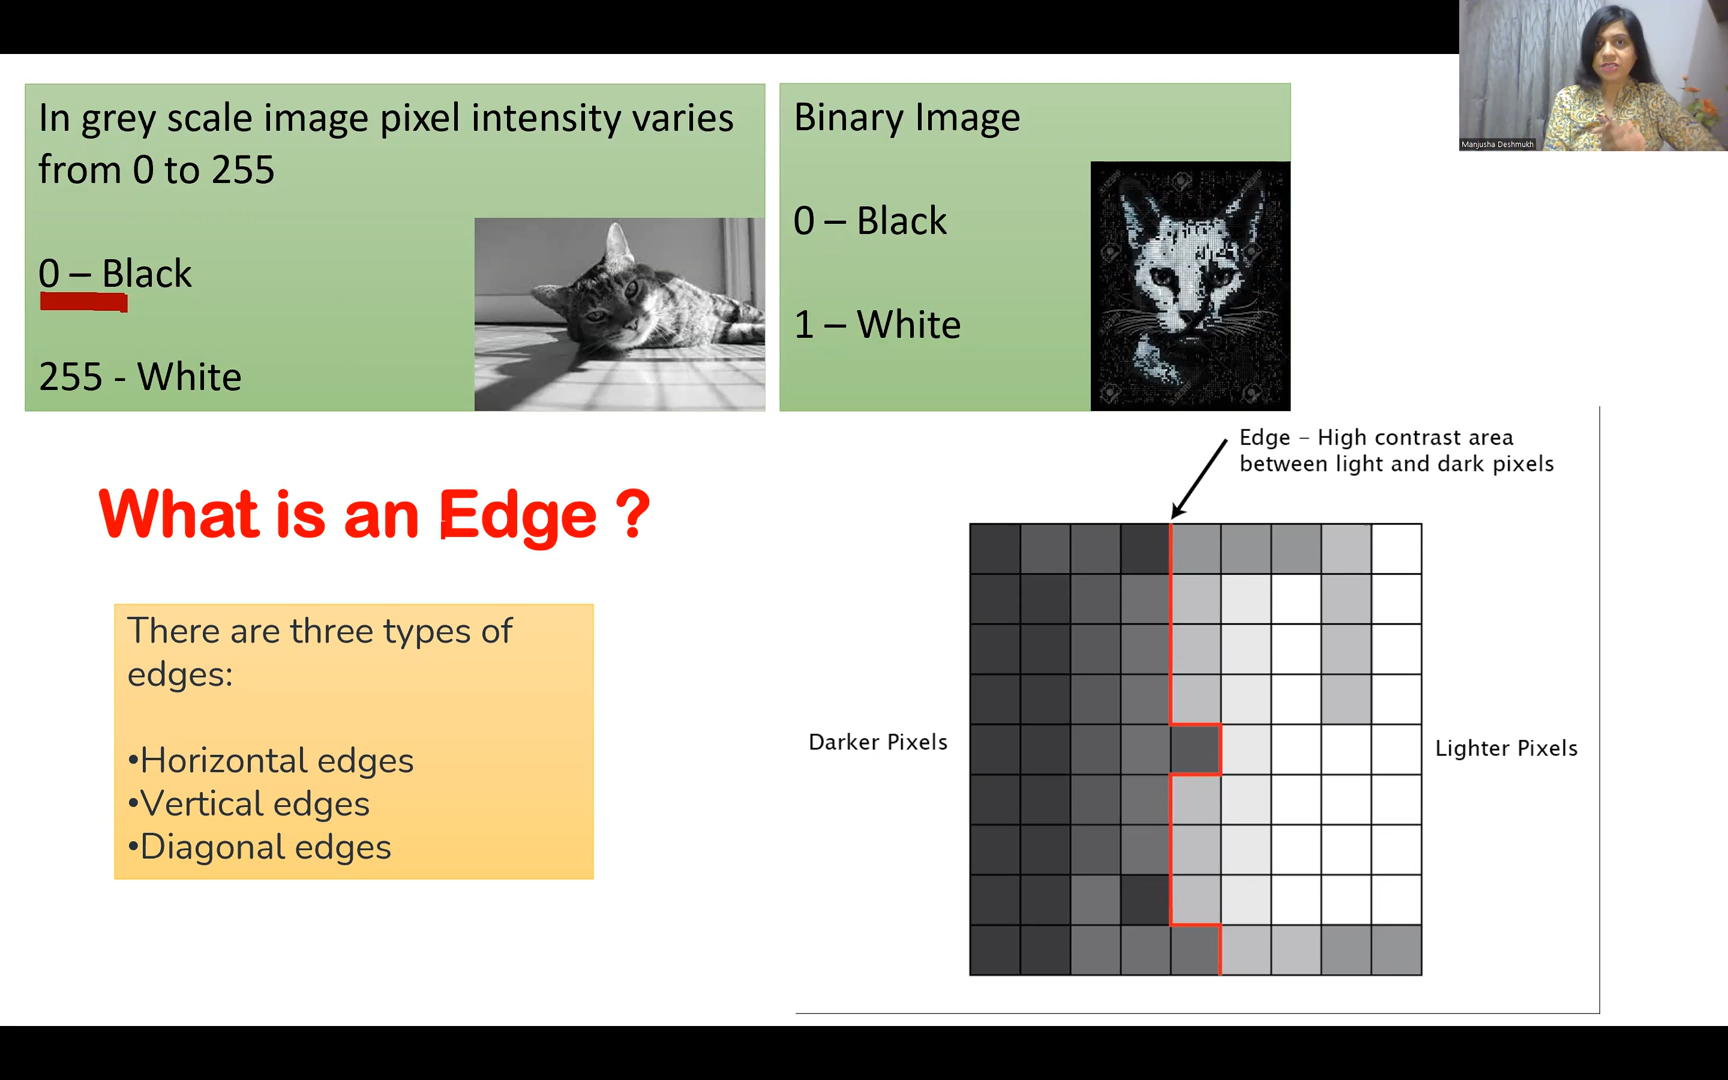 In grey scale image pixel intensity varies
from 0 to 255
0 – Black
255 - White
Binary Image
0 – Black
1 – White
Manjusha Deshmukh
What is an Edge ?
There are three types of
edges:
•Horizontal edges
•Vertical edges
•Diagonal edges
Edge – High contrast area
between light and dark pixels
Darker Pixels
Lighter Pixels